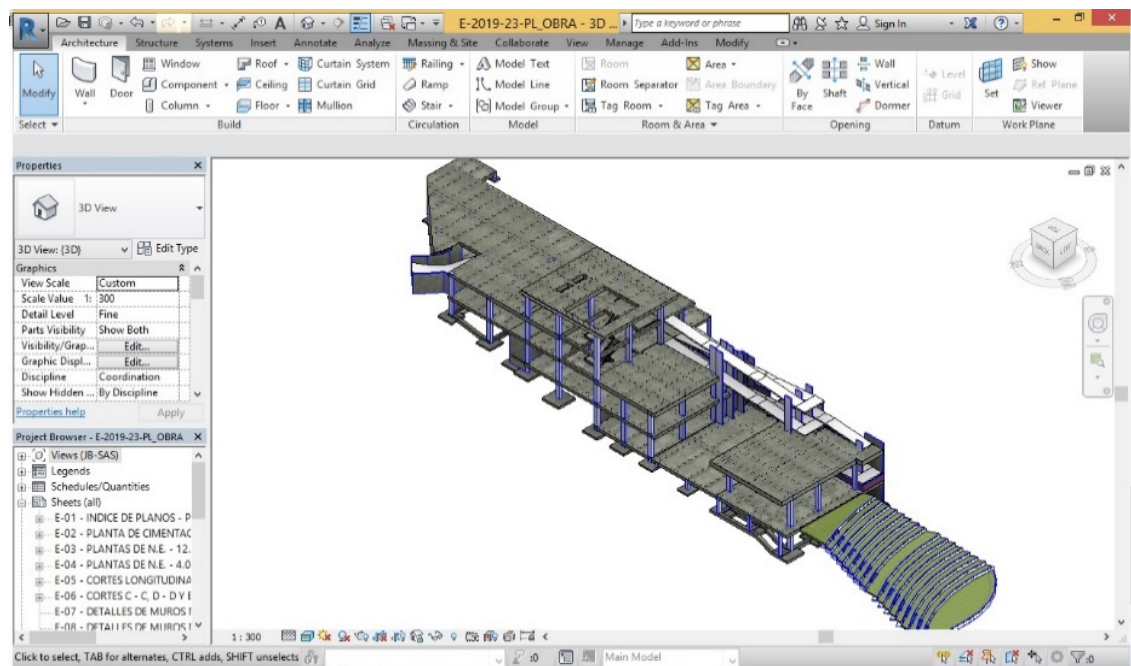 E-2019-23-PL_OBRA - 3D ... Type a keyword or phrase Sign In
Architecture Structure Systems Insert Annotate Analyze Massing & Site Collaborate View Manage Add-Ins Modify
Modify Wall Door Window Component Column
Roof Ceiling Floor
Curtain System Curtain Grid Mullion
Railing Ramp Stair
Model Text Model Line Model Group
Room Room Separator Tag Room
Area Area Boundary Tag Area
By Face Shaft Wall Vertical Dormer
Level Grid
Set Show Ref Plane Viewer
Select Build Circulation Model Room & Area Opening Datum Work Plane
Properties
3D View
3D View: {3D} Edit Type
Graphics
View Scale Custom
Scale Value 1: 300
Detail Level Fine
Parts Visibility Show Both
Visibility/Grap... Edit...
Graphic Displ... Edit...
Discipline Coordination
Show Hidden ... By Discipline
Properties help Apply
Project Browser - E-2019-23-PL_OBRA
Views (JB-SAS)
Legends
Schedules/Quantities
Sheets (all)
E-01 - INDICE DE PLANOS - P
E-02 - PLANTA DE CIMENTAC
E-03 - PLANTAS DE N.E. - 12.
E-04 - PLANTAS DE N.E. - 4.0
E-05 - CORTES LONGITUDINA
E-06 - CORTES C - C, D - D Y E
E-07 - DETALLES DE MUROS
E-08 - DETALLES DE MUROS
1 : 300
Click to select, TAB for alternates, CTRL adds, SHIFT unselects :0 Main Model :0